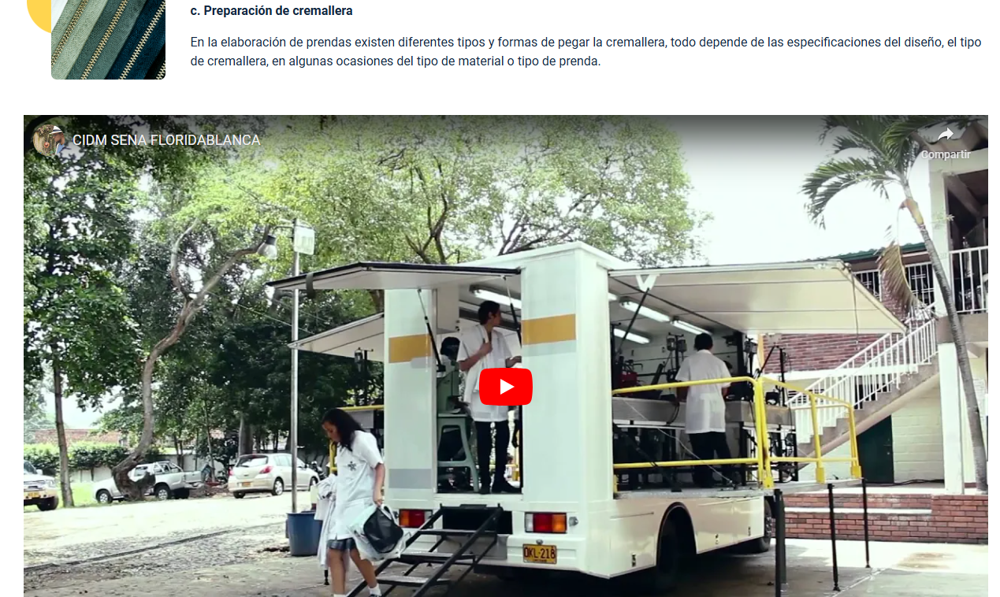 c. Preparación de cremallera
En la elaboración de prendas existen diferentes tipos y formas de pegar la cremallera, todo depende de las especificaciones del diseño, el tipo
de cremallera, en algunas ocasiones del tipo de material o tipo de prenda.
CIDM SENA FLORIDABLANCA
Compartir
OKL-218